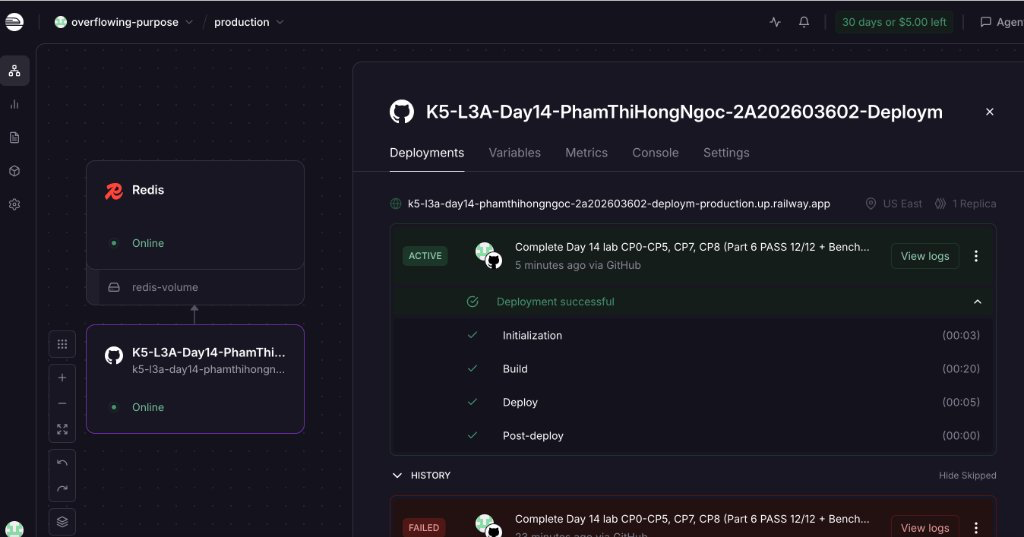 overflowing-purpose
production
30 days or $5.00 left
K5-L3A-Day14-PhamThiHongNgoc-2A202603602-Deploym
Deployments Variables Metrics Console Settings
k5-l3a-day14-phamthihongngoc-2a202603602-deploym-production.up.railway.app
US East
1 Replica
ACTIVE
Complete Day 14 lab CP0-CP5, CP7, CP8 (Part 6 PASS 12/12 + Bench...
5 minutes ago via GitHub
View logs
Deployment successful
Initialization (00:03)
Build (00:20)
Deploy (00:05)
Post-deploy (00:00)
HISTORY
Hide Skipped
FAILED
Complete Day 14 lab CP0-CP5, CP7, CP8 (Part 6 PASS 12/12 + Bench...
23 minutes ago via GitHub
View logs
Redis
Online
redis-volume
K5-L3A-Day14-PhamThi...
k5-l3a-day14-phamthihongn...
Online